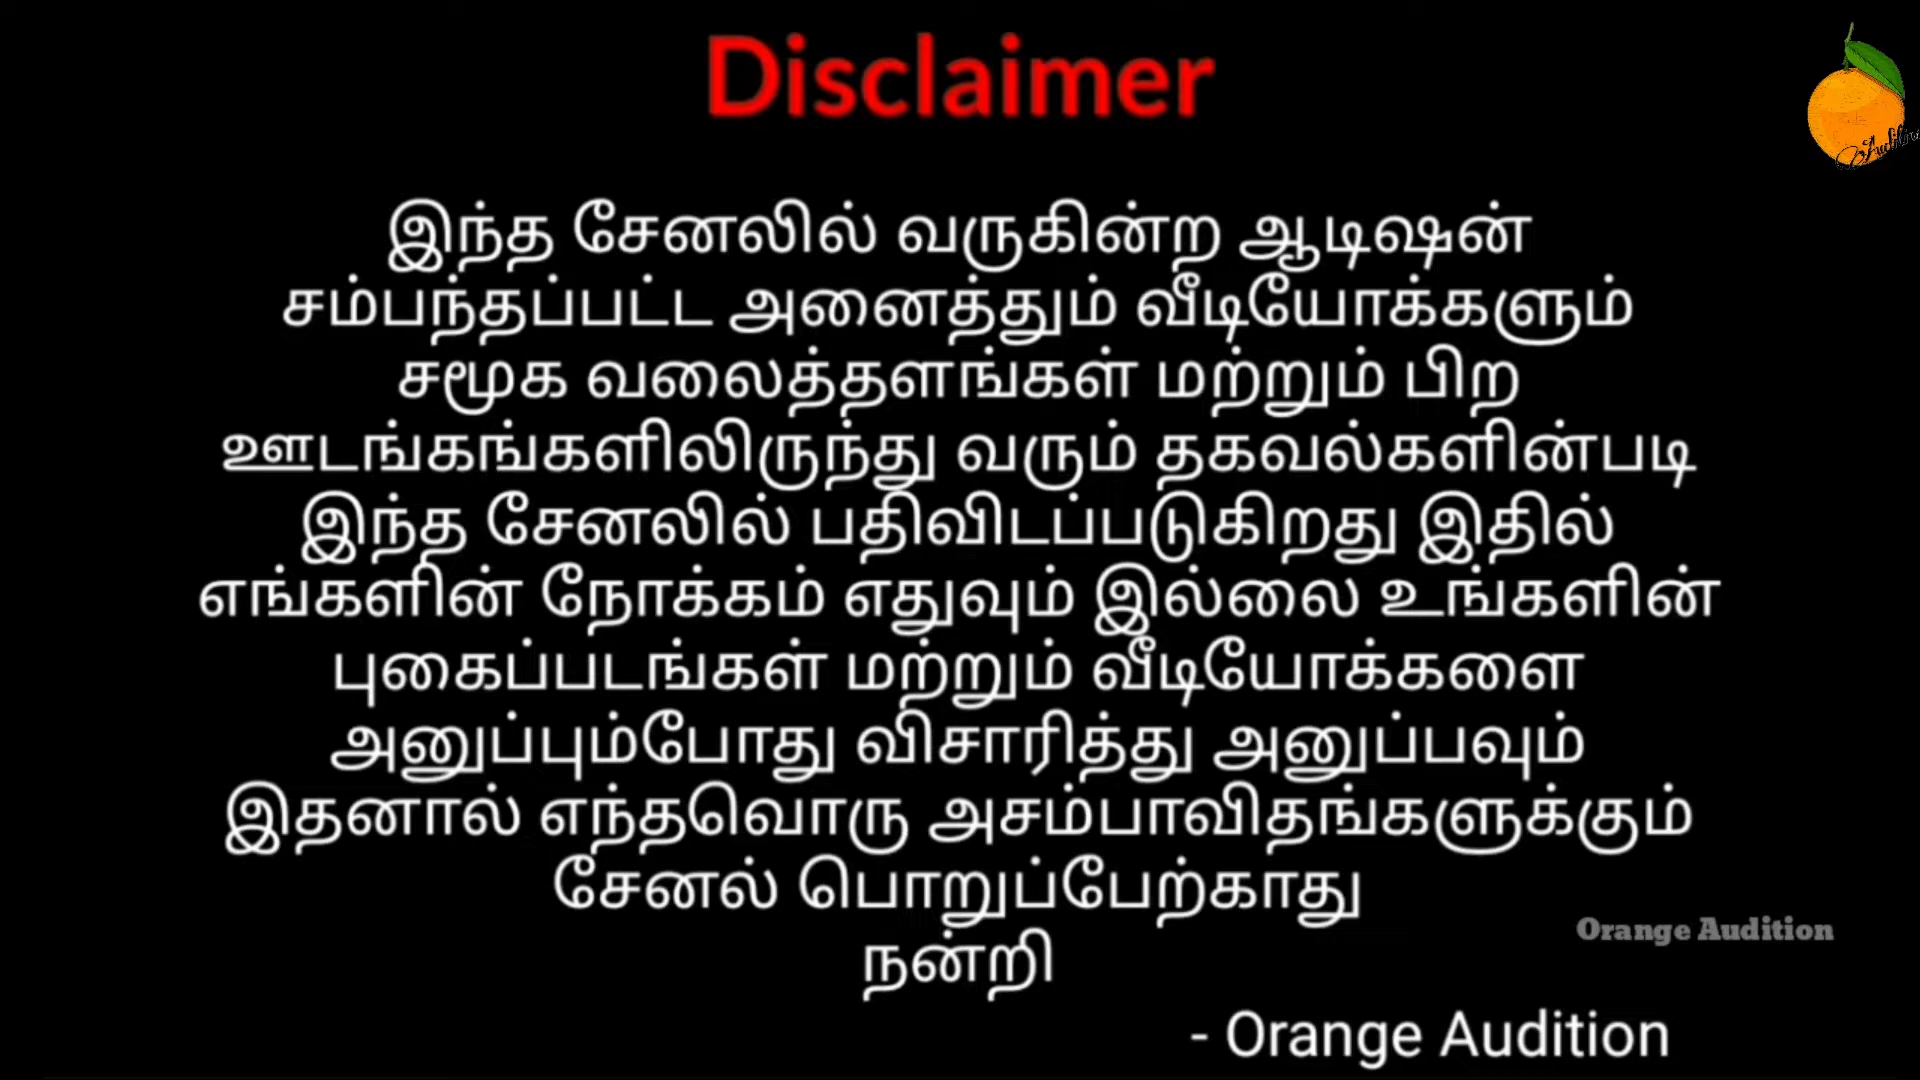 Disclaimer
Audition
இந்த சேனலில் வருகின்ற ஆடிஷன்
சம்பந்தப்பட்ட அனைத்தும் வீடியோக்களும்
சமூக வலைத்தளங்கள் மற்றும் பிற
ஊடங்கங்களிலிருந்து வரும் தகவல்களின்படி
இந்த சேனலில் பதிவிடப்படுகிறது இதில்
எங்களின் நோக்கம் எதுவும் இல்லை உங்களின்
புகைப்படங்கள் மற்றும் வீடியோக்களை
அனுப்பும்போது விசாரித்து அனுப்பவும்
இதனால் எந்தவொரு அசம்பாவிதங்களுக்கும்
சேனல் பொறுப்பேற்காது
நன்றி
Orange Audition
- Orange Audition